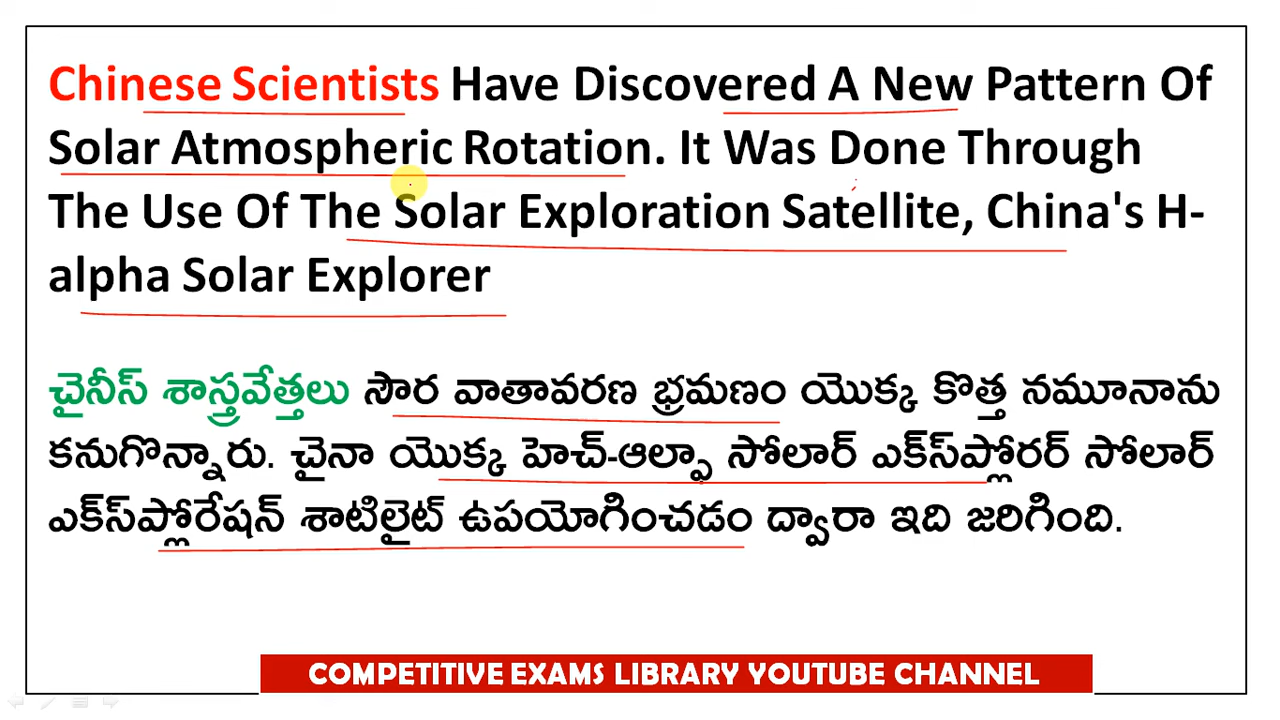 Chinese Scientists Have Discovered A New Pattern Of
Solar Atmospheric Rotation. It Was Done Through
The Use Of The Solar Exploration Satellite, China's H-
alpha Solar Explorer
చైనీస్ శాస్త్రవేత్తలు సౌర వాతావరణ భ్రమణం యొక్క కొత్త నమూనాను
కనుగొన్నారు. చైనా యొక్క హెచ్-ఆల్ఫా సోలార్ ఎక్స్‌ప్లోరర్ సోలార్
ఎక్స్‌ప్లోరేషన్ శాటిలైట్ ఉపయోగించడం ద్వారా ఇది జరిగింది.
COMPETITIVE EXAMS LIBRARY YOUTUBE CHANNEL